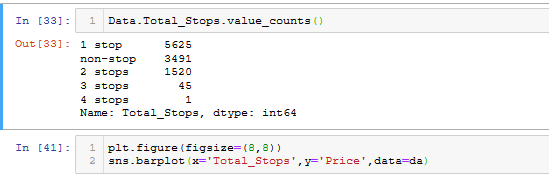 In [33]: 1 Data.Total_Stops.value_counts()
Out[33]: 1 stop 5625
non-stop 3491
2 stops 1520
3 stops 45
4 stops 1
Name: Total_Stops, dtype: int64
In [41]: 1 plt.figure(figsize=(8,8))
2 sns.barplot(x='Total_Stops',y='Price',data=da)